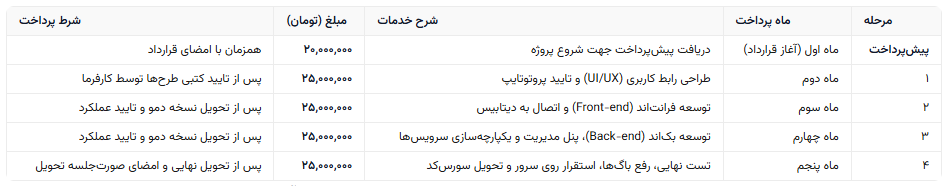 مرحله ماه پرداخت شرح خدمات مبلغ (تومان) شرط پرداخت
پیش‌پرداخت ماه اول (آغاز قرارداد) دریافت پیش‌پرداخت جهت شروع پروژه ۲۰,۰۰۰,۰۰۰ همزمان با امضای قرارداد
۱ ماه دوم طراحی رابط کاربری (UI/UX) و تایید پروتوتایپ ۲۵,۰۰۰,۰۰۰ پس از تایید کتبی طرح‌ها توسط کارفرما
۲ ماه سوم توسعه فرانت‌اند (Front-end) و اتصال به دیتابیس ۲۵,۰۰۰,۰۰۰ پس از تحویل نسخه دمو و تایید عملکرد
۳ ماه چهارم توسعه بک‌اند (Back-end)، پنل مدیریت و یکپارچه‌سازی سرویس‌ها ۲۵,۰۰۰,۰۰۰ پس از تحویل نسخه دمو و تایید عملکرد
۴ ماه پنجم تست نهایی، رفع باگ‌ها، استقرار روی سرور و تحویل سورس‌کد ۲۵,۰۰۰,۰۰۰ پس از تحویل نهایی و امضای صورت‌جلسه تحویل